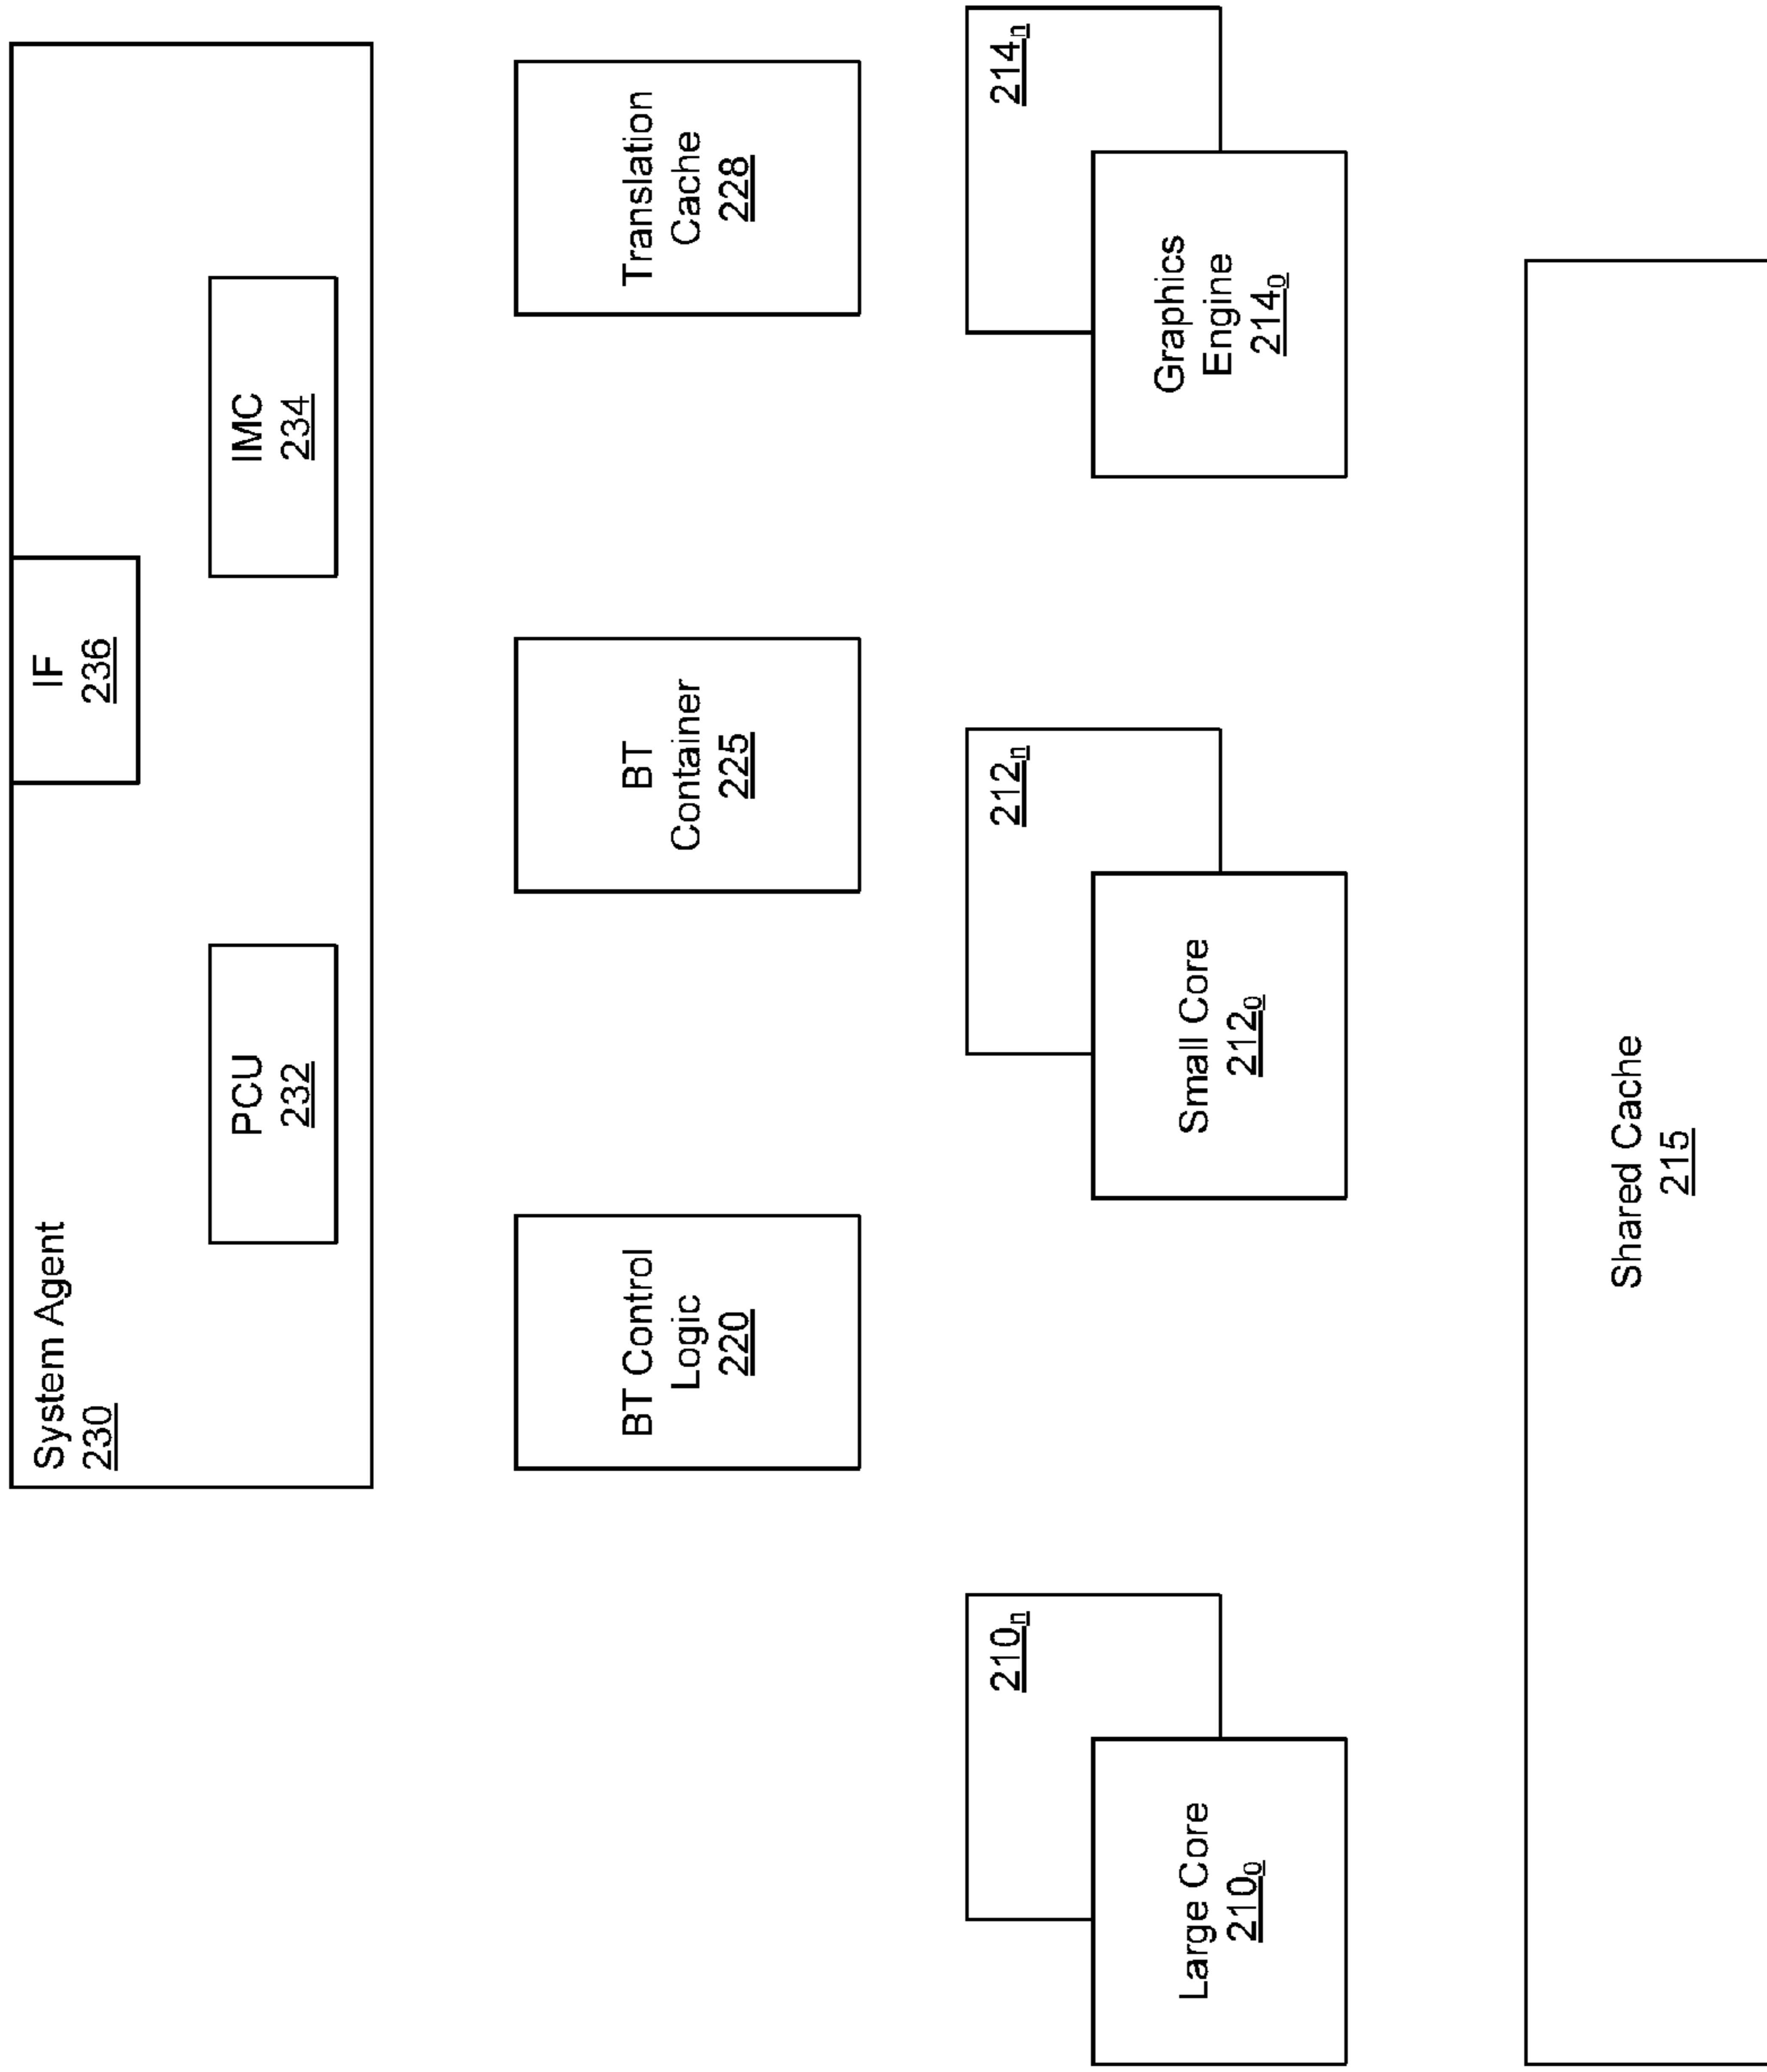 System Agent
230
IF
236
PCU
232
IMC
234
BT Control
Logic
220
BT
Container
225
Translation
Cache
228
210n
Large Core
2100
212n
Small Core
2120
214n
Graphics
Engine
2140
Shared Cache
215